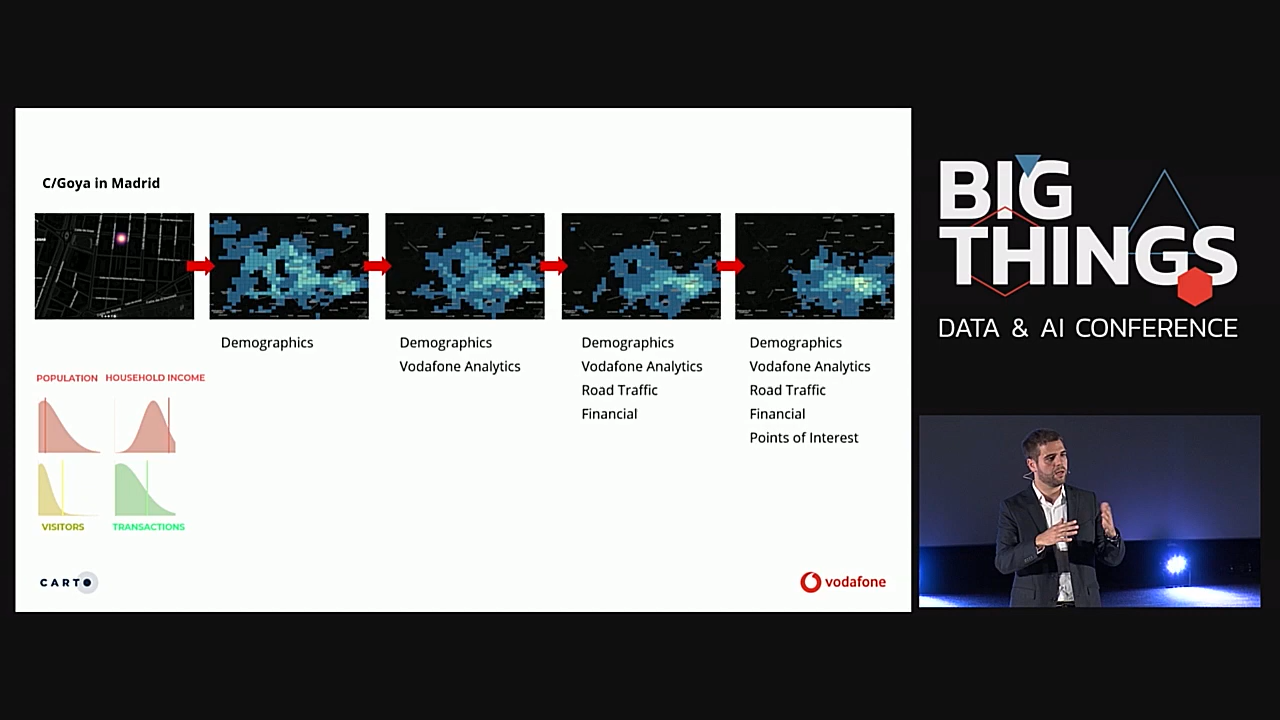 C/Goya in Madrid
Demographics
Demographics
Vodafone Analytics
Demographics
Vodafone Analytics
Road Traffic
Financial
Demographics
Vodafone Analytics
Road Traffic
Financial
Points of Interest
POPULATION HOUSEHOLD INCOME
VISITORS TRANSACTIONS
CARTO
vodafone
BIG
THINGS
DATA & AI CONFERENCE